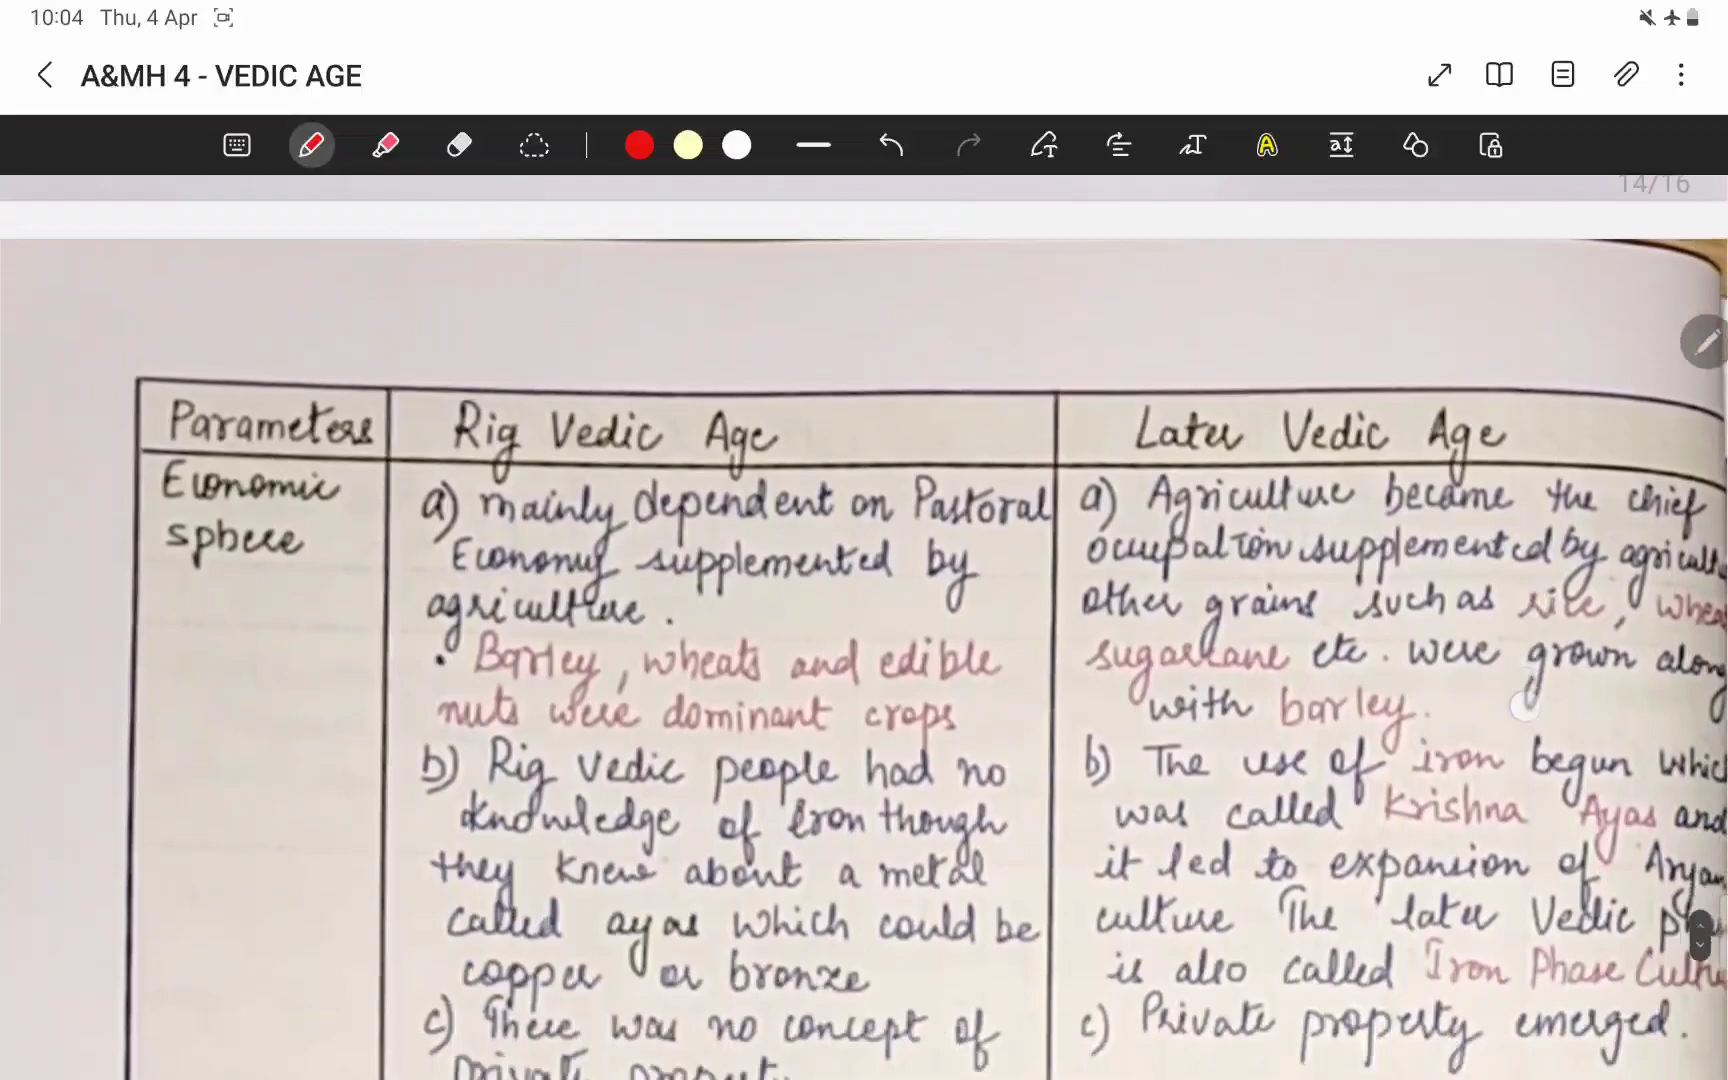 10:04 Thu, 4 Apr
A&MH 4 - VEDIC AGE
14/16
Parameters
Rig Vedic Age
Later Vedic Age
Economic
sphere
a) mainly dependent on Pastoral
Economy supplemented by
agriculture.
• Barley, wheats and edible
nuts were dominant crops
b) Rig Vedic people had no
knowledge of Iron though
they knew about a metal
called ayas which could be
copper or bronze
c) There was no concept of
private property
a) Agriculture became the chief
occupation supplemented by
other grains such as rice,
sugarcane etc. were grown along
with barley.
b) The use of iron begun
was called Krishna Ayas and
it led to expansion of Aryan
culture The later Vedic
is also called Iron Phase
c) Private property emerged.